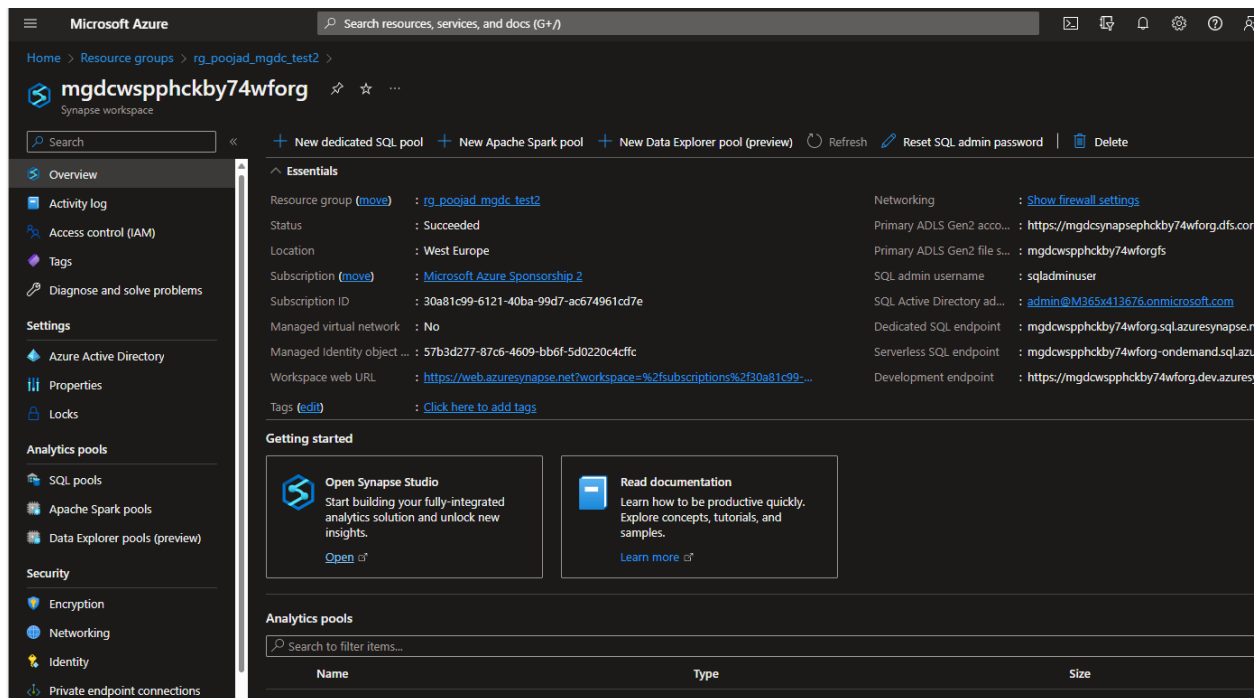 Microsoft Azure
Search resources, services, and docs (G+/)
Home > Resource groups > rg_poojad_mgdc_test2 >
mgdcwspphckby74wforg
Synapse workspace
Search
Overview
Activity log
Access control (IAM)
Tags
Diagnose and solve problems
Settings
Azure Active Directory
Properties
Locks
Analytics pools
SQL pools
Apache Spark pools
Data Explorer pools (preview)
Security
Encryption
Networking
Identity
Private endpoint connections
New dedicated SQL pool New Apache Spark pool New Data Explorer pool (preview) Refresh Reset SQL admin password Delete
Essentials
Resource group (move) : rg_poojad_mgdc_test2
Status : Succeeded
Location : West Europe
Subscription (move) : Microsoft Azure Sponsorship 2
Subscription ID : 30a81c99-6121-40ba-99d7-ac674961cd7e
Managed virtual network : No
Managed Identity object ... : 57b3d277-87c6-4609-bb6f-5d0220c4cffc
Workspace web URL : https://web.azuresynapse.net?workspace=%2fsubscriptions%2f30a81c99-...
Tags (edit) : Click here to add tags
Networking : Show firewall settings
Primary ADLS Gen2 acco... : https://mgdcsynapsephckby74wforg.dfs.cor
Primary ADLS Gen2 file s... : mgdcwspphckby74wforgfs
SQL admin username : sqladminuser
SQL Active Directory ad... : admin@M365x413676.onmicrosoft.com
Dedicated SQL endpoint : mgdcwspphckby74wforg.sql.azuresynapse.n
Serverless SQL endpoint : mgdcwspphckby74wforg-ondemand.sql.azu
Development endpoint : https://mgdcwspphckby74wforg.dev.azures
Getting started
Open Synapse Studio
Start building your fully-integrated
analytics solution and unlock new
insights.
Open
Read documentation
Learn how to be productive quickly.
Explore concepts, tutorials, and
samples.
Learn more
Analytics pools
Search to filter items...
Name Type Size